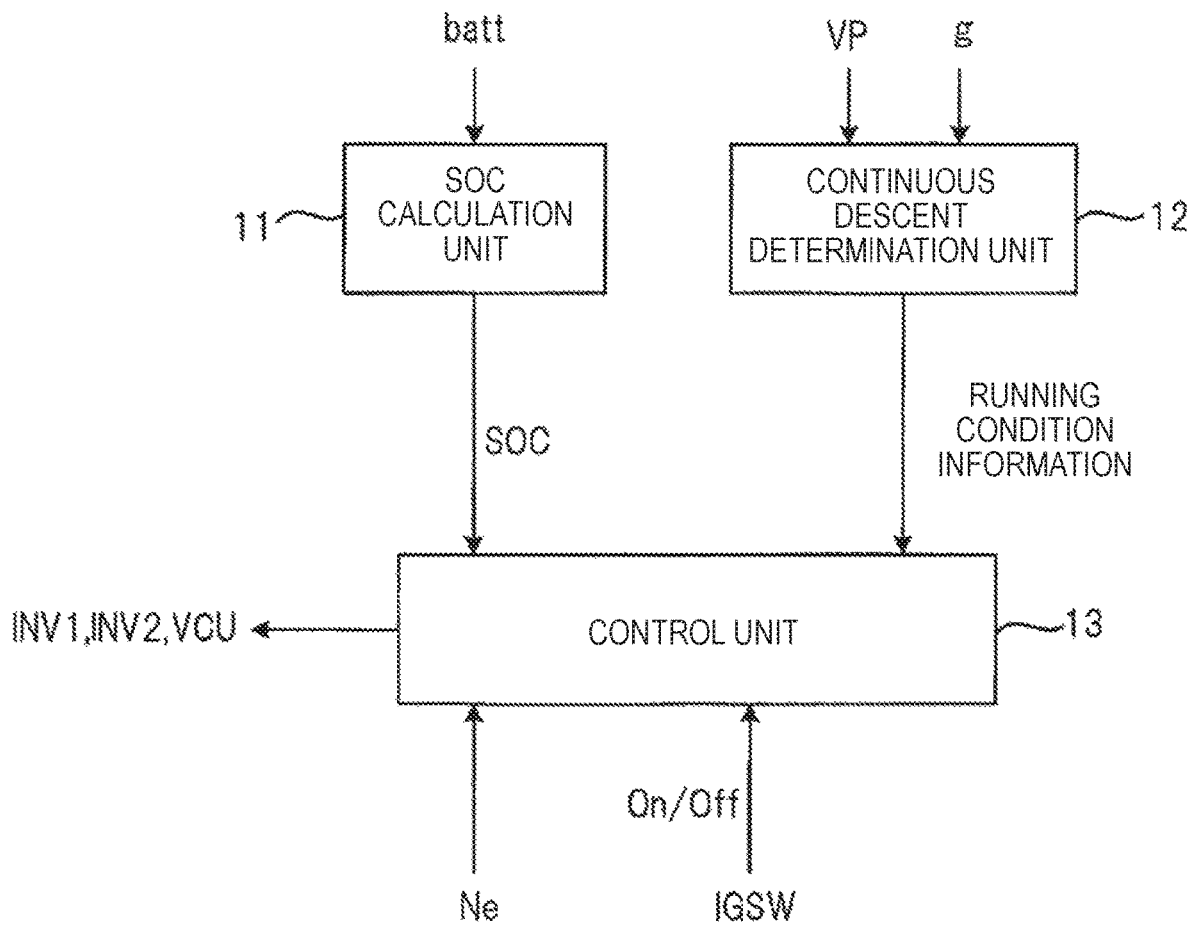 batt
VP
g
SOC
CALCULATION
UNIT
11
CONTINUOUS
DESCENT
DETERMINATION UNIT
12
SOC
RUNNING
CONDITION
INFORMATION
INV1,INV2,VCU
CONTROL UNIT
13
On/Off
Ne
IGSW